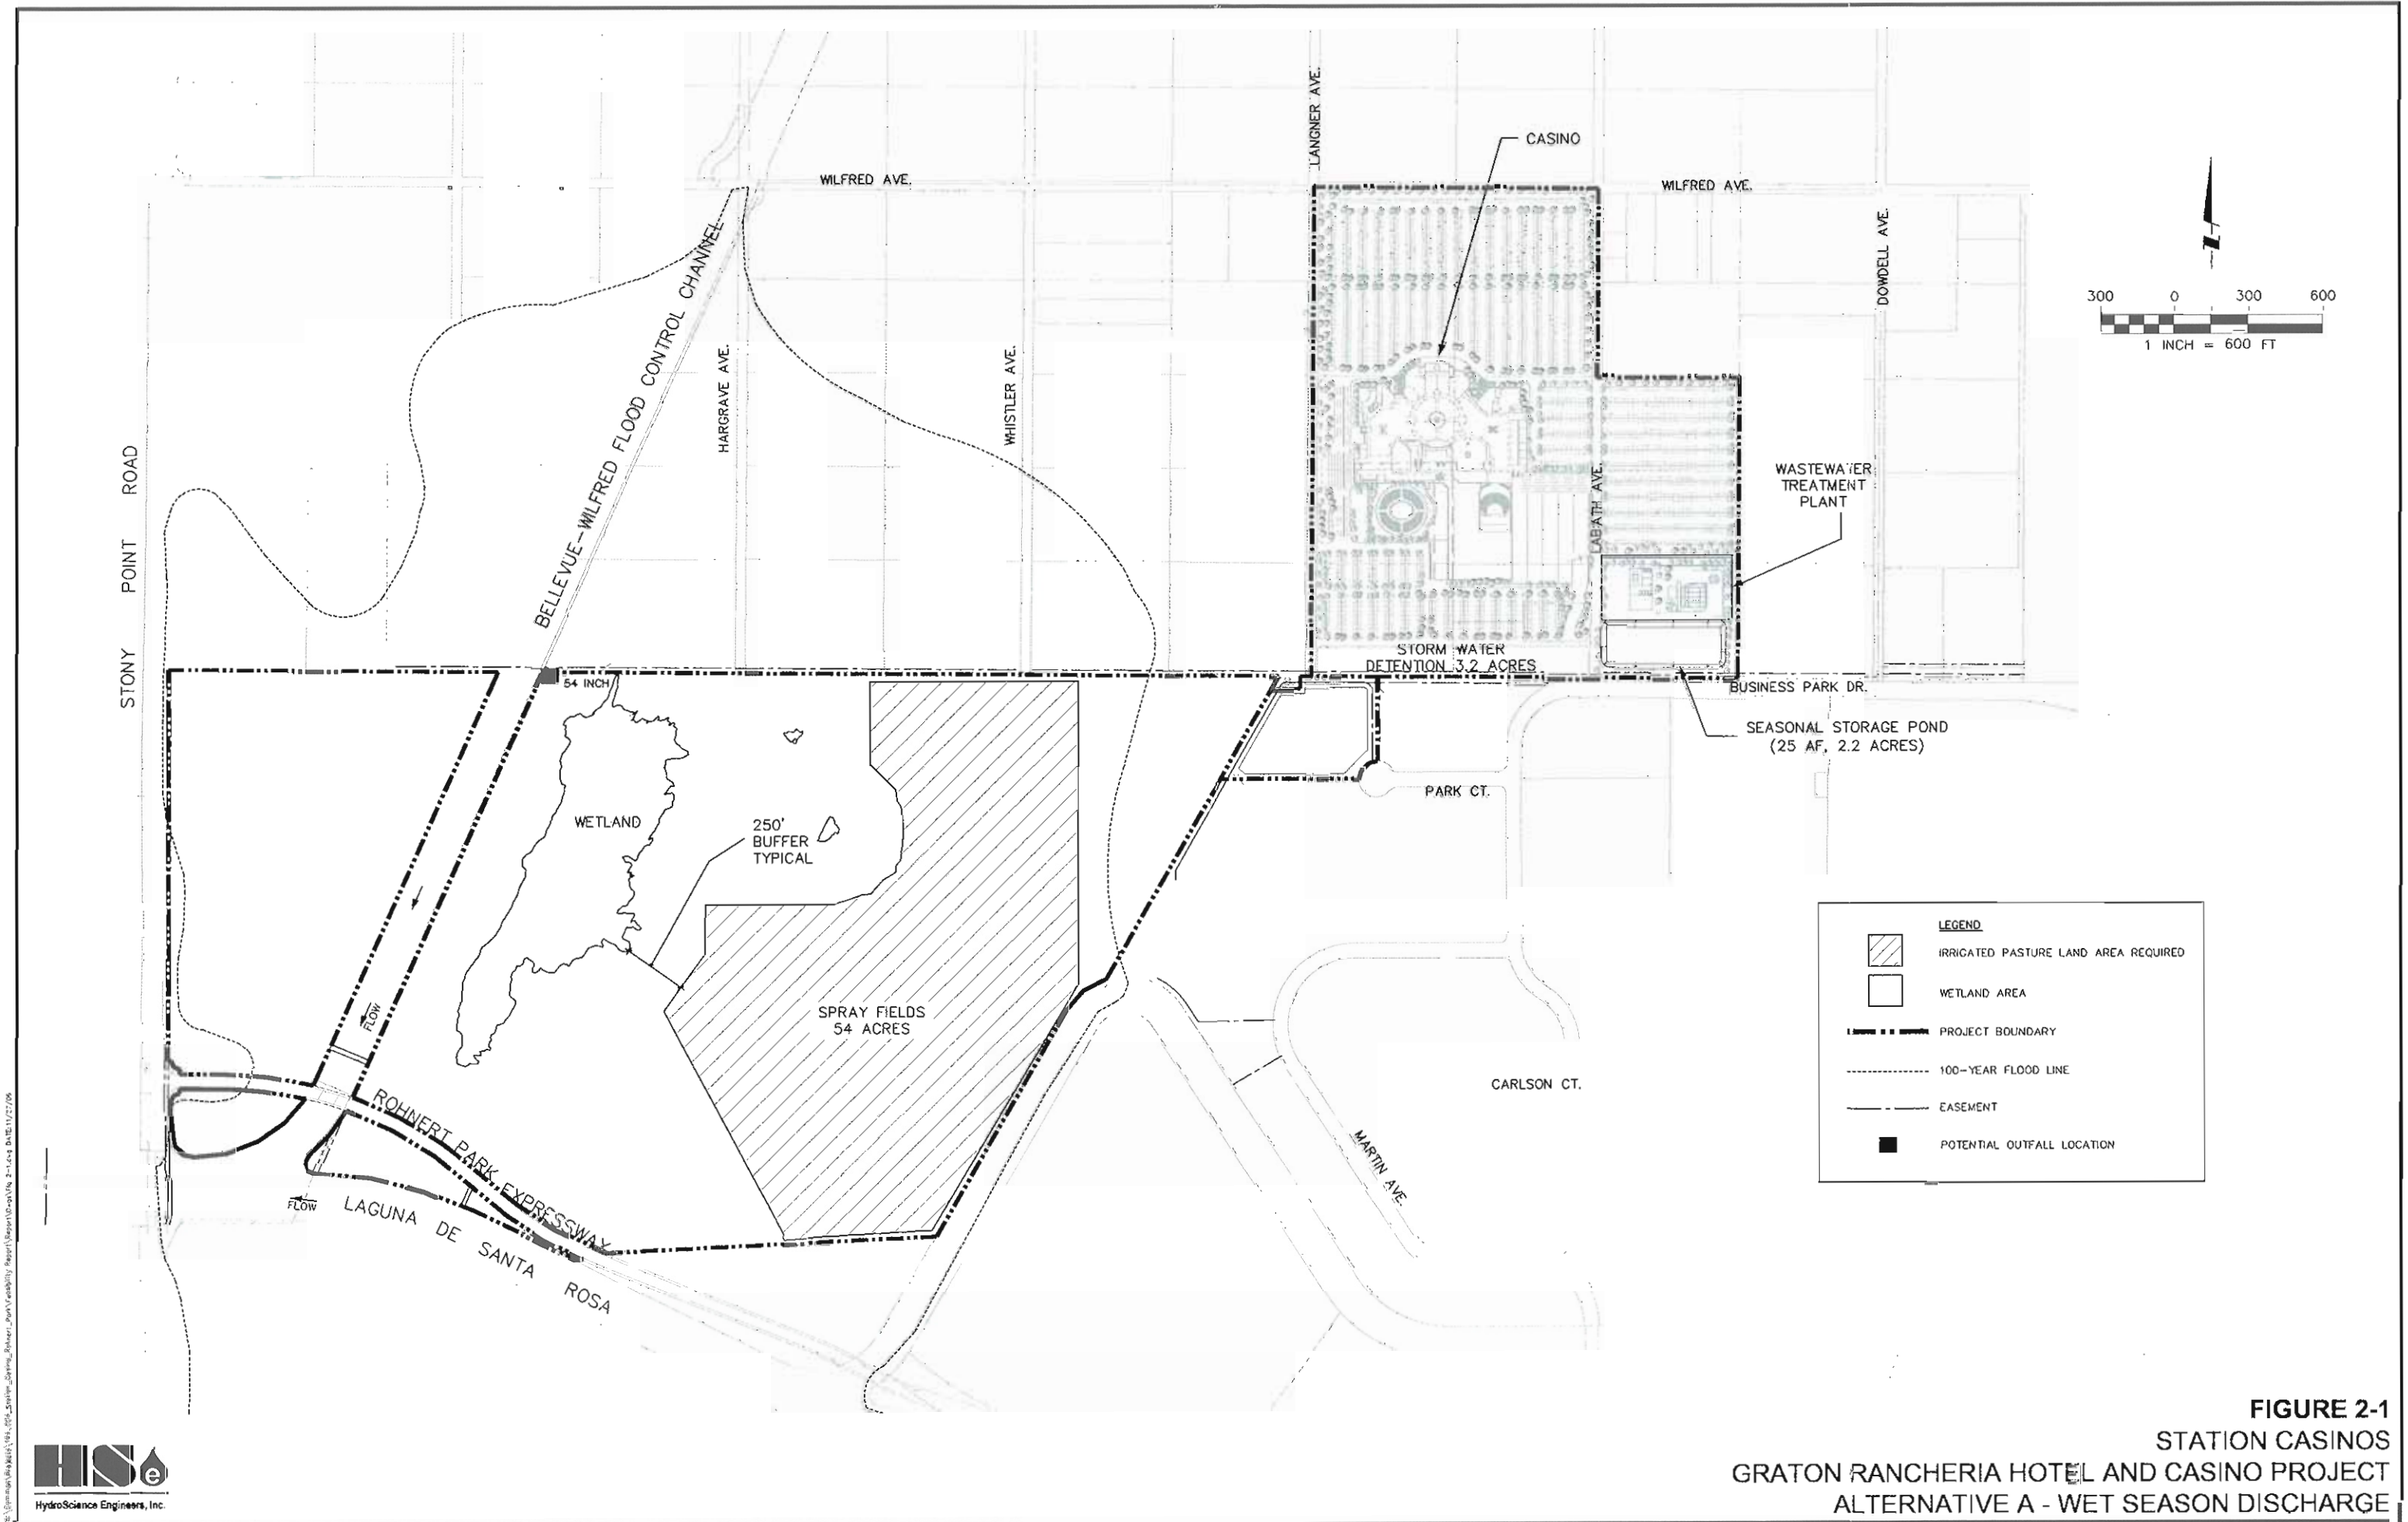 LANGNER AVE.
CASINO
WILFRED AVE.
WILFRED AVE.
DOWDELL AVE.
300 0 300 600
1 INCH = 600 FT
BELLEVUE-WILFRED FLOOD CONTROL CHANNEL
HARGRAVE AVE.
WHISTLER AVE.
STONY POINT ROAD
LABATH AVE.
WASTEWATER
TREATMENT
PLANT
STORM WATER
DETENTION 3.2 ACRES
54 INCH
BUSINESS PARK DR.
SEASONAL STORAGE POND
(25 AF, 2.2 ACRES)
PARK CT.
WETLAND
250'
BUFFER
TYPICAL
SPRAY FIELDS
54 ACRES
FLOW
CARLSON CT.
MARTIN AVE.
ROHNERT PARK EXPRESSWAY
FLOW
LAGUNA DE SANTA ROSA
LEGEND
IRRIGATED PASTURE LAND AREA REQUIRED
WETLAND AREA
PROJECT BOUNDARY
100-YEAR FLOOD LINE
EASEMENT
POTENTIAL OUTFALL LOCATION
HSe
HydroScience Engineers, Inc.
FIGURE 2-1
STATION CASINOS
GRATON RANCHERIA HOTEL AND CASINO PROJECT
ALTERNATIVE A - WET SEASON DISCHARGE